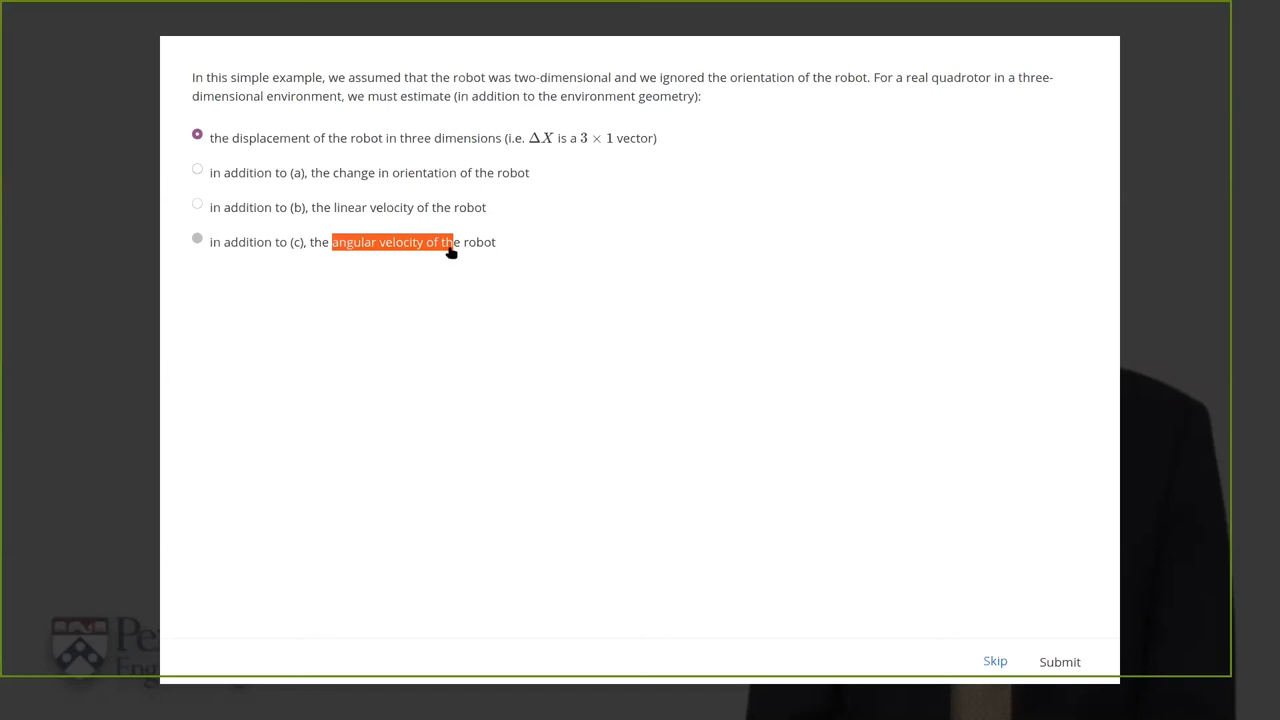 In this simple example, we assumed that the robot was two-dimensional and we ignored the orientation of the robot. For a real quadrotor in a three-
dimensional environment, we must estimate (in addition to the environment geometry):
the displacement of the robot in three dimensions (i.e. ΔX is a 3 × 1 vector)
in addition to (a), the change in orientation of the robot
in addition to (b), the linear velocity of the robot
in addition to (c), the angular velocity of the robot
Skip Submit